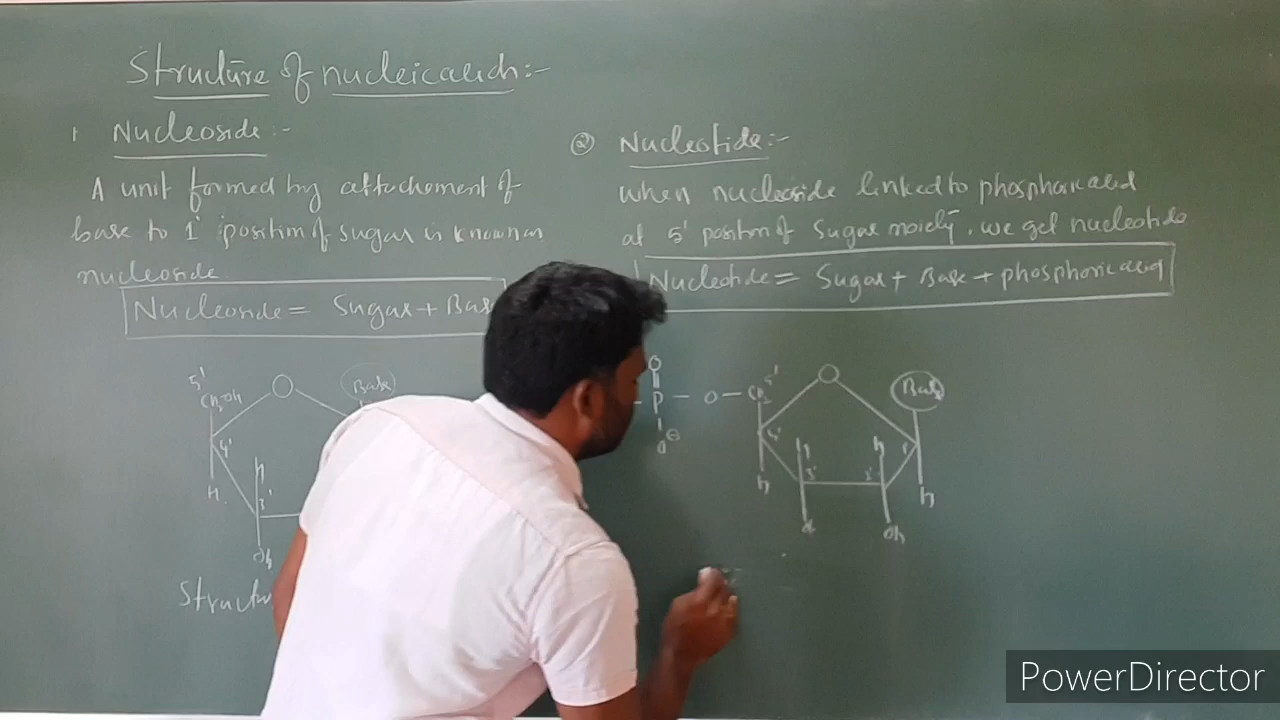 Structure of nucleic acids:-
1 Nucleoside:-
A unit formed by attachement of
base to 1' position of sugar is known as
nucleoside.
Nucleoside = Sugar + Base
5'
CH2OH
O
Base
4'
H
H
3'
Oh
Structu
② Nucleotide:-
when nucleoside linked to phosphoric acid
at 5' position of Sugar moiety, we get nucleotide
Nucleotide = Sugar + Base + phosphoric acid
O
P - O - CH2 5'
O
⊖
O
Base
4'
H
H
3'
2'
H
1'
H
Oh
PowerDirector